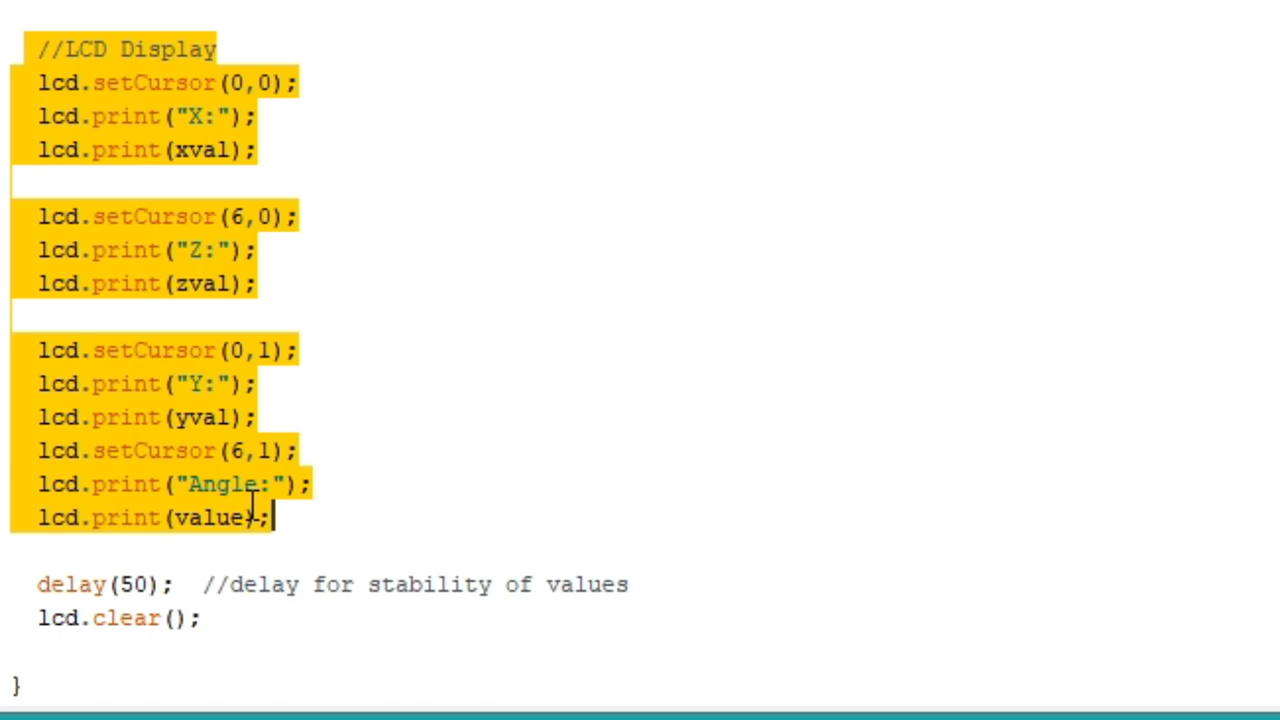 //LCD Display
lcd.setCursor(0,0);
lcd.print("X:");
lcd.print(xval);
lcd.setCursor(6,0);
lcd.print("Z:");
lcd.print(zval);
lcd.setCursor(0,1);
lcd.print("Y:");
lcd.print(yval);
lcd.setCursor(6,1);
lcd.print("Angle:");
lcd.print(value);
delay(50);  //delay for stability of values
lcd.clear();
}